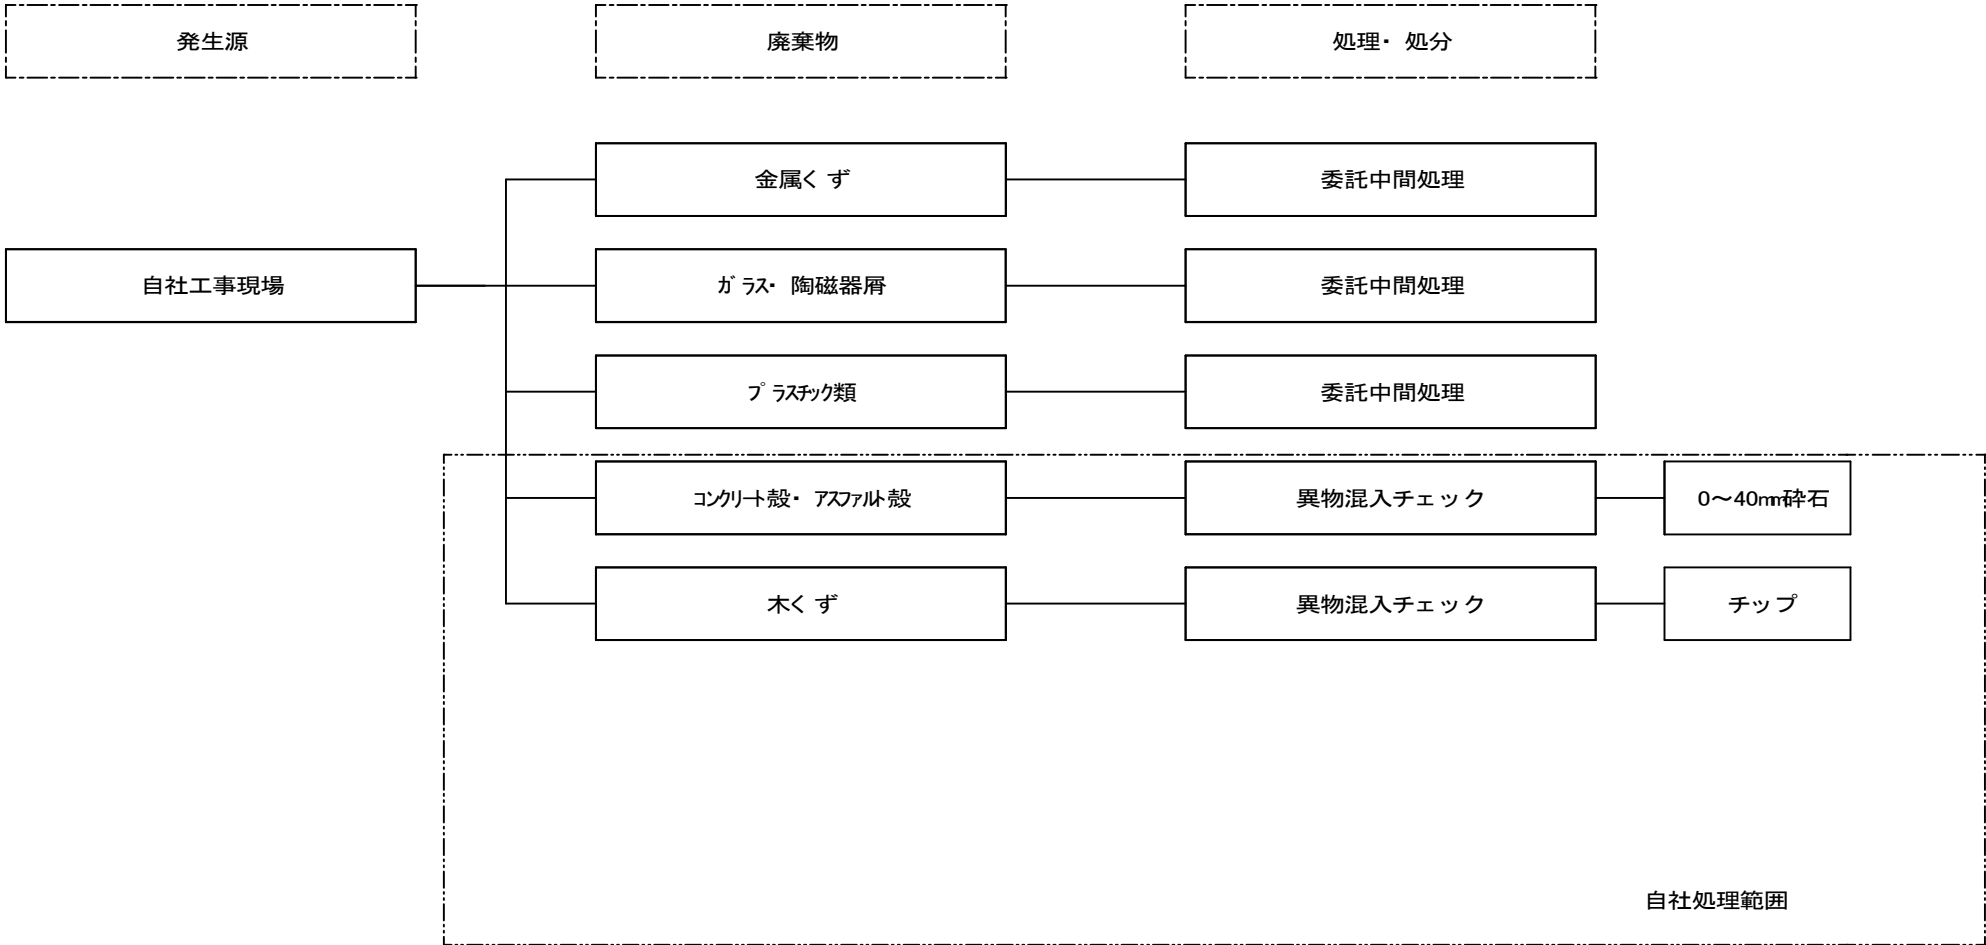 発生源
廃棄物
処理・処分
金属くず
委託中間処理
自社工事現場
ガラス・陶磁器屑
委託中間処理
プラスチック類
委託中間処理
コンクリート殻・アスファルト殻
異物混入チェック
0～40mm砕石
木くず
異物混入チェック
チップ
自社処理範囲